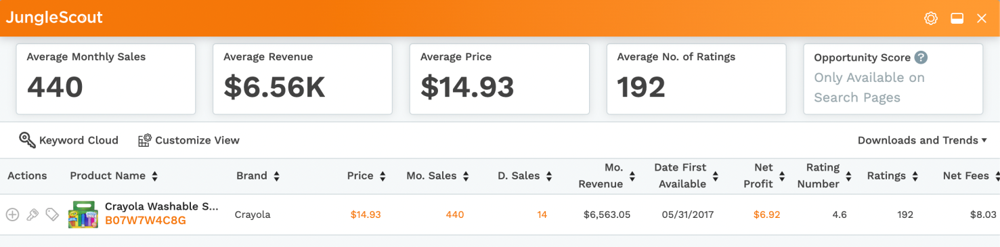 JungleScout
Average Monthly Sales
440
Average Revenue
$6.56K
Average Price
$14.93
Average No. of Ratings
192
Opportunity Score ?
Only Available on
Search Pages
Keyword Cloud
Customize View
Downloads and Trends
Actions
Product Name
Brand
Price
Mo. Sales
D. Sales
Mo.
Revenue
Date First
Available
Net
Profit
Rating
Number
Ratings
Net Fees
Crayola Washable S...
B07W7W4C8G
Crayola
$14.93
440
14
$6,563.05
05/31/2017
$6.92
4.6
192
$8.03